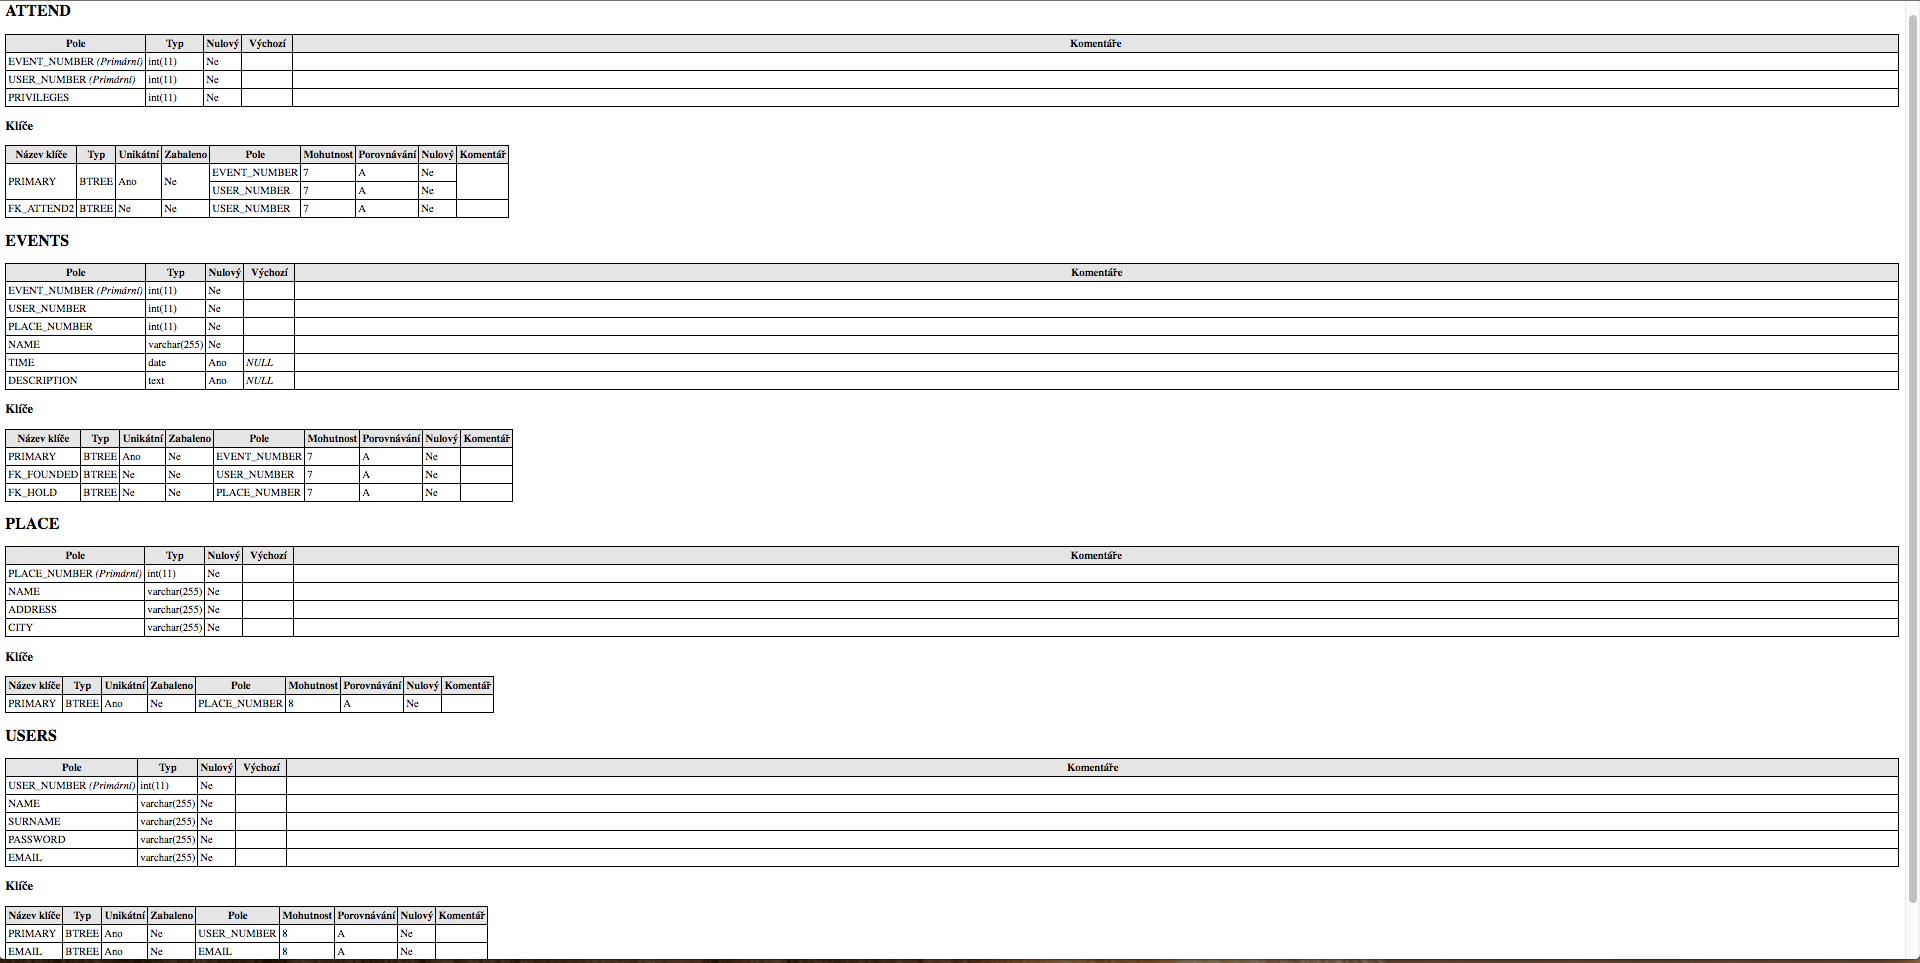 ATTEND
Pole Typ Nulový Výchozí Komentáře
EVENT_NUMBER (Primární) int(11) Ne
USER_NUMBER (Primární) int(11) Ne
PRIVILEGES int(11) Ne
Klíče
Název klíče Typ Unikátní Zabaleno Pole Mohutnost Porovnávání Nulový Komentář
PRIMARY BTREE Ano Ne EVENT_NUMBER 7 A Ne
USER_NUMBER 7 A Ne
FK_ATTEND2 BTREE Ne Ne USER_NUMBER 7 A Ne
EVENTS
Pole Typ Nulový Výchozí Komentáře
EVENT_NUMBER (Primární) int(11) Ne
USER_NUMBER int(11) Ne
PLACE_NUMBER int(11) Ne
NAME varchar(255) Ne
TIME date Ano NULL
DESCRIPTION text Ano NULL
Klíče
Název klíče Typ Unikátní Zabaleno Pole Mohutnost Porovnávání Nulový Komentář
PRIMARY BTREE Ano Ne EVENT_NUMBER 7 A Ne
FK_FOUNDED BTREE Ne Ne USER_NUMBER 7 A Ne
FK_HOLD BTREE Ne Ne PLACE_NUMBER 7 A Ne
PLACE
Pole Typ Nulový Výchozí Komentáře
PLACE_NUMBER (Primární) int(11) Ne
NAME varchar(255) Ne
ADDRESS varchar(255) Ne
CITY varchar(255) Ne
Klíče
Název klíče Typ Unikátní Zabaleno Pole Mohutnost Porovnávání Nulový Komentář
PRIMARY BTREE Ano Ne PLACE_NUMBER 8 A Ne
USERS
Pole Typ Nulový Výchozí Komentáře
USER_NUMBER (Primární) int(11) Ne
NAME varchar(255) Ne
SURNAME varchar(255) Ne
PASSWORD varchar(255) Ne
EMAIL varchar(255) Ne
Klíče
Název klíče Typ Unikátní Zabaleno Pole Mohutnost Porovnávání Nulový Komentář
PRIMARY BTREE Ano Ne USER_NUMBER 8 A Ne
EMAIL BTREE Ano Ne EMAIL 8 A Ne